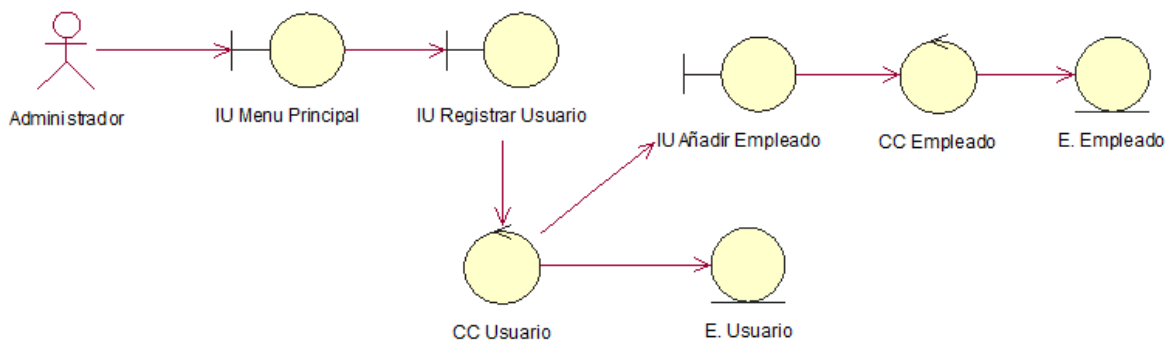 Administrador
IU Menu Principal
IU Registrar Usuario
IU Añadir Empleado
CC Empleado
E. Empleado
CC Usuario
E. Usuario